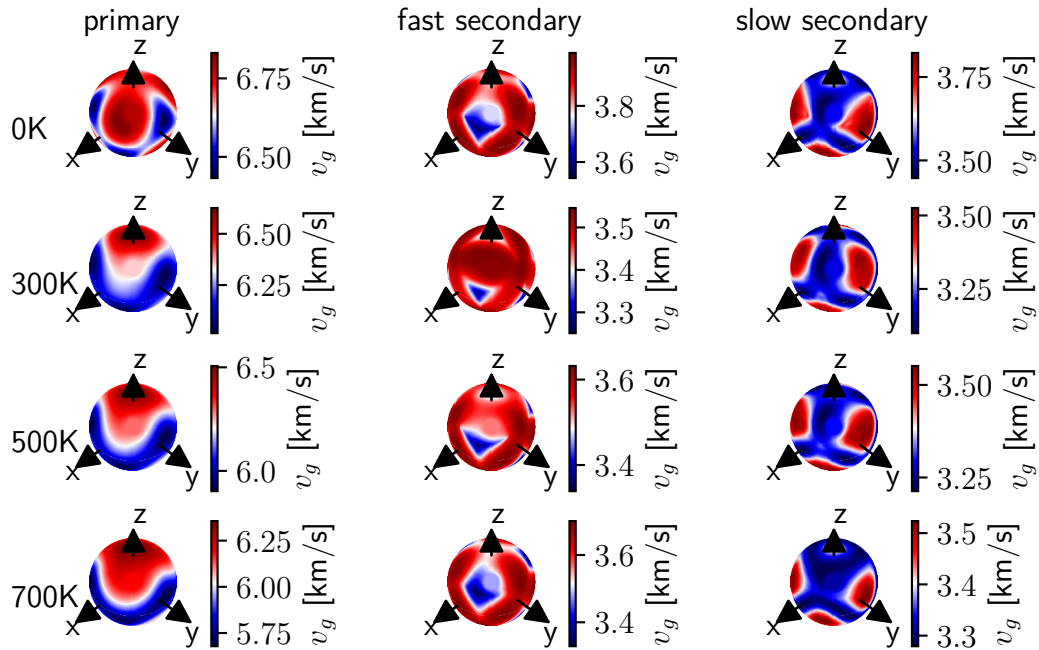 primary fast secondary slow secondary
0K z x y 6.75 6.50 v_g [km/s] z x y 3.8 3.6 v_g [km/s] z x y 3.75 3.50 v_g [km/s]
300K z x y 6.50 6.25 v_g [km/s] z x y 3.5 3.4 3.3 v_g [km/s] z x y 3.50 3.25 v_g [km/s]
500K z x y 6.5 6.0 v_g [km/s] z x y 3.6 3.4 v_g [km/s] z x y 3.50 3.25 v_g [km/s]
700K z x y 6.25 6.00 5.75 v_g [km/s] z x y 3.6 3.4 v_g [km/s] z x y 3.5 3.4 3.3 v_g [km/s]